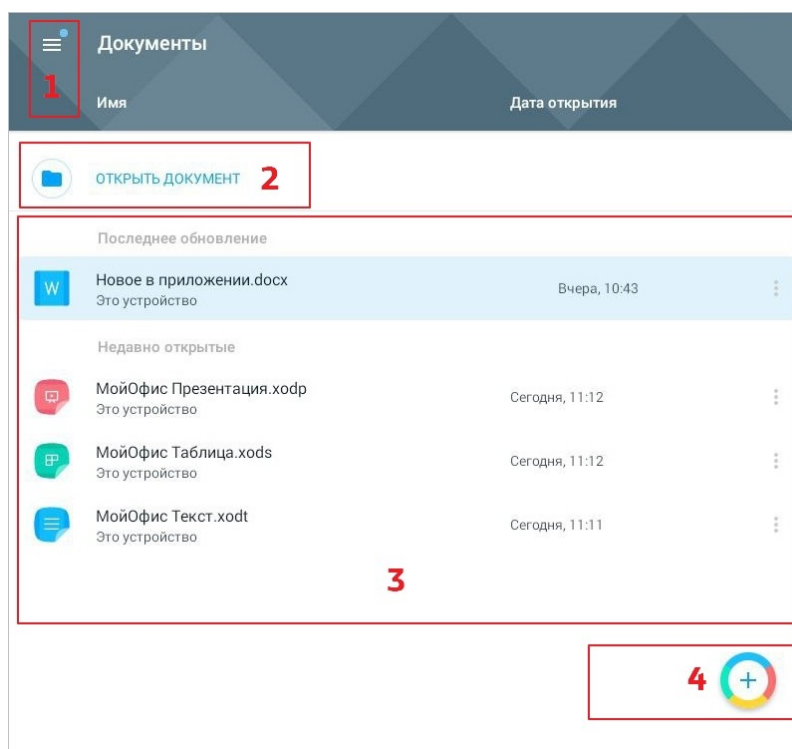 Документы
1
Имя
Дата открытия
ОТКРЫТЬ ДОКУМЕНТ 2
Последнее обновление
W
Новое в приложении.docx
Это устройство
Вчера, 10:43
Недавно открытые
МойОфис Презентация.xodp
Это устройство
Сегодня, 11:12
МойОфис Таблица.xods
Это устройство
Сегодня, 11:12
МойОфис Текст.xodt
Это устройство
Сегодня, 11:11
3
4